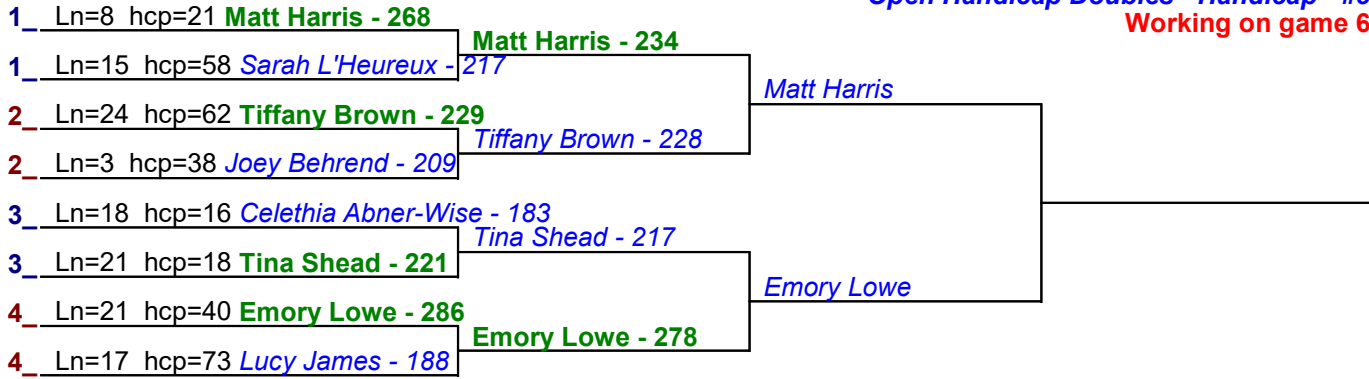 Open Handicap Doubles - Handicap
Working on game 6
1_ Ln=8 hcp=21 Matt Harris - 268
Matt Harris - 234
1_ Ln=15 hcp=58 Sarah L'Heureux - 217
Matt Harris
2_ Ln=24 hcp=62 Tiffany Brown - 229
Tiffany Brown - 228
2_ Ln=3 hcp=38 Joey Behrend - 209
3_ Ln=18 hcp=16 Celethia Abner-Wise - 183
Tina Shead - 217
3_ Ln=21 hcp=18 Tina Shead - 221
Emory Lowe
4_ Ln=21 hcp=40 Emory Lowe - 286
Emory Lowe - 278
4_ Ln=17 hcp=73 Lucy James - 188